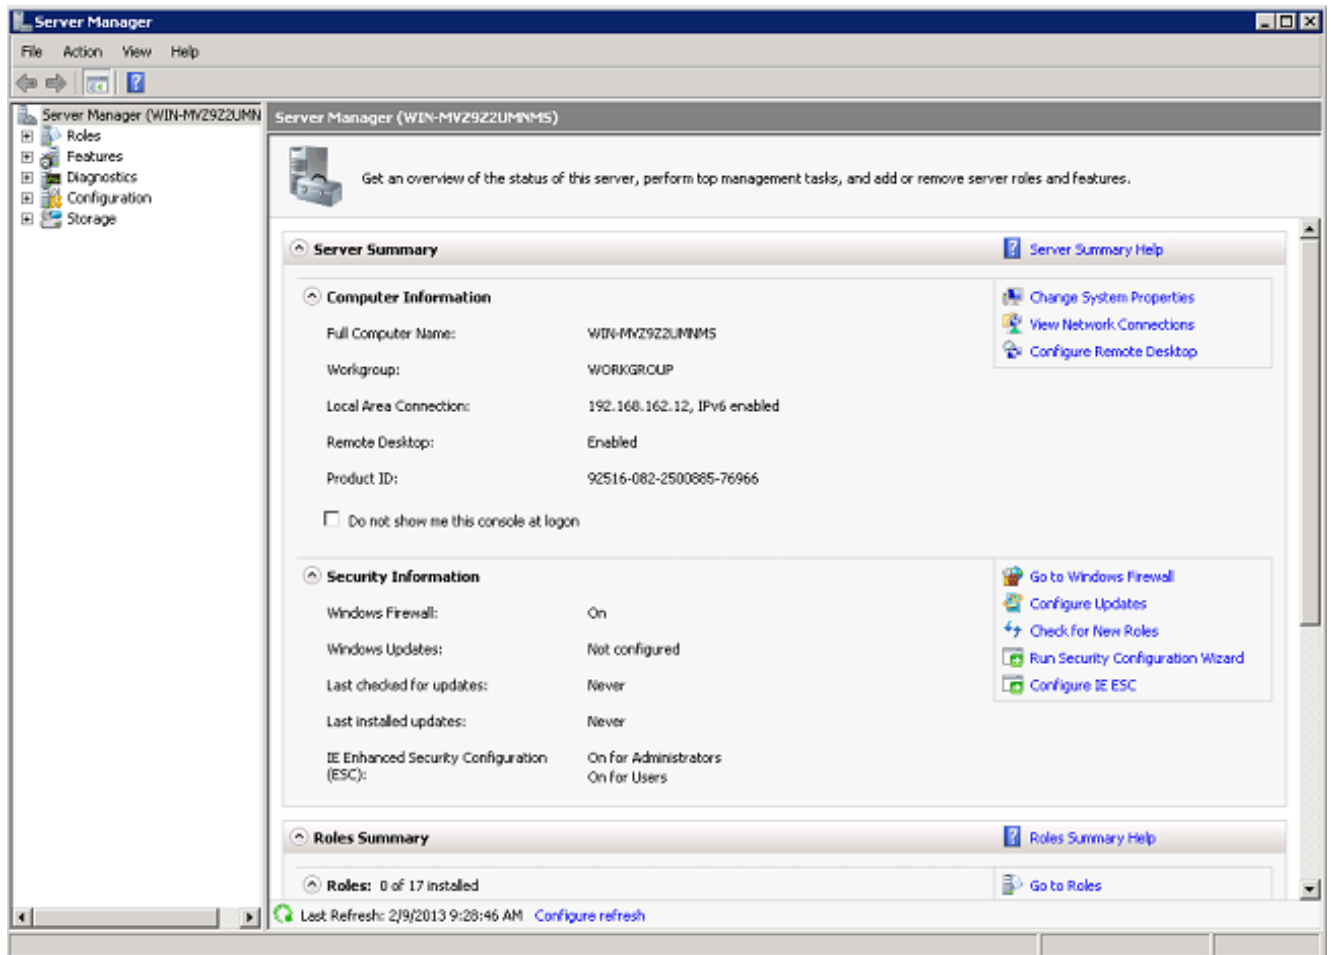 Server Manager
File Action View Help
Server Manager (WIN-MVZ9Z2UMN
Roles
Features
Diagnostics
Configuration
Storage
Server Manager (WIN-MVZ9Z2UMNMS)
Get an overview of the status of this server, perform top management tasks, and add or remove server roles and features.
Server Summary
Server Summary Help
Computer Information
Change System Properties
View Network Connections
Configure Remote Desktop
Full Computer Name: WIN-MVZ9Z2UMNMS
Workgroup: WORKGROUP
Local Area Connection: 192.168.162.12, IPv6 enabled
Remote Desktop: Enabled
Product ID: 92516-082-2500885-76966
Do not show me this console at logon
Security Information
Go to Windows Firewall
Configure Updates
Check for New Roles
Run Security Configuration Wizard
Configure IE ESC
Windows Firewall: On
Windows Updates: Not configured
Last checked for updates: Never
Last installed updates: Never
IE Enhanced Security Configuration (ESC): On for Administrators
On for Users
Roles Summary
Roles Summary Help
Roles: 0 of 17 installed
Go to Roles
Last Refresh: 2/9/2013 9:28:46 AM Configure refresh